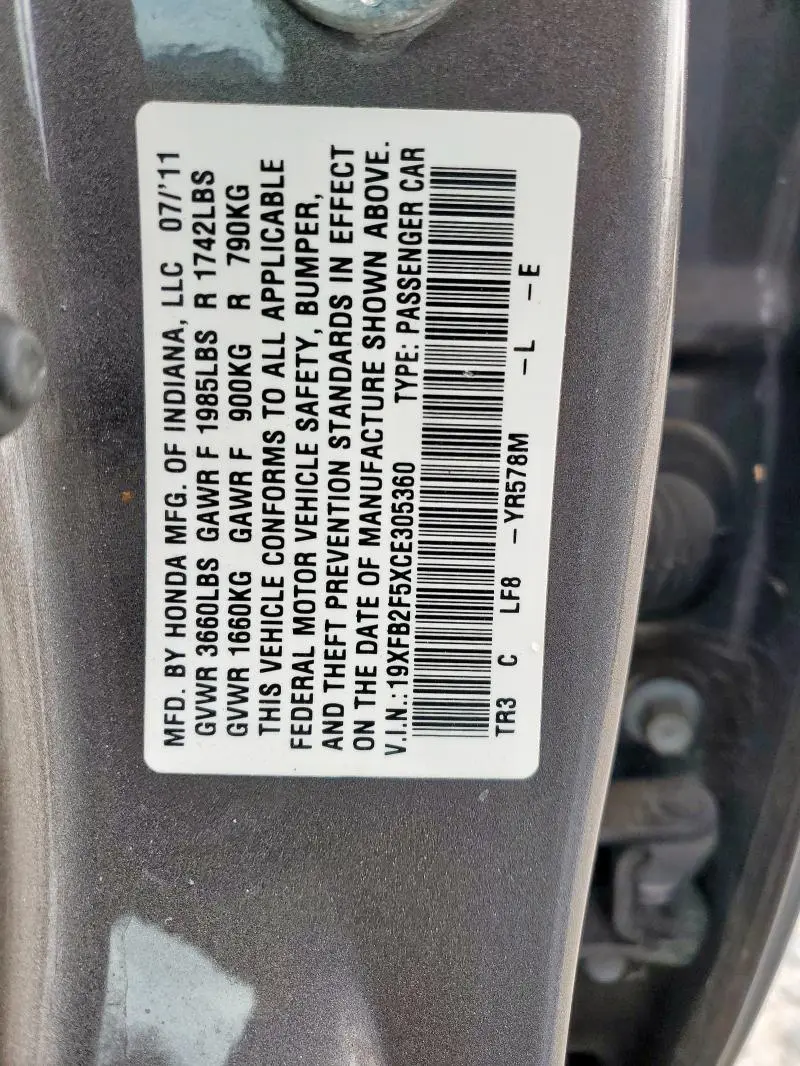 MFD. BY HONDA MFG. OF INDIANA, LLC 07/'11
GVWR 3660LBS GAWR F 1985LBS R 1742LBS
GVWR 1660KG GAWR F 900KG R 790KG
THIS VEHICLE CONFORMS TO ALL APPLICABLE
FEDERAL MOTOR VEHICLE SAFETY, BUMPER,
AND THEFT PREVENTION STANDARDS IN EFFECT
ON THE DATE OF MANUFACTURE SHOWN ABOVE.
V.I.N.:19XFB2F5XCE305360 TYPE: PASSENGER CAR
TR3 C LF8 -YR578M -L -E